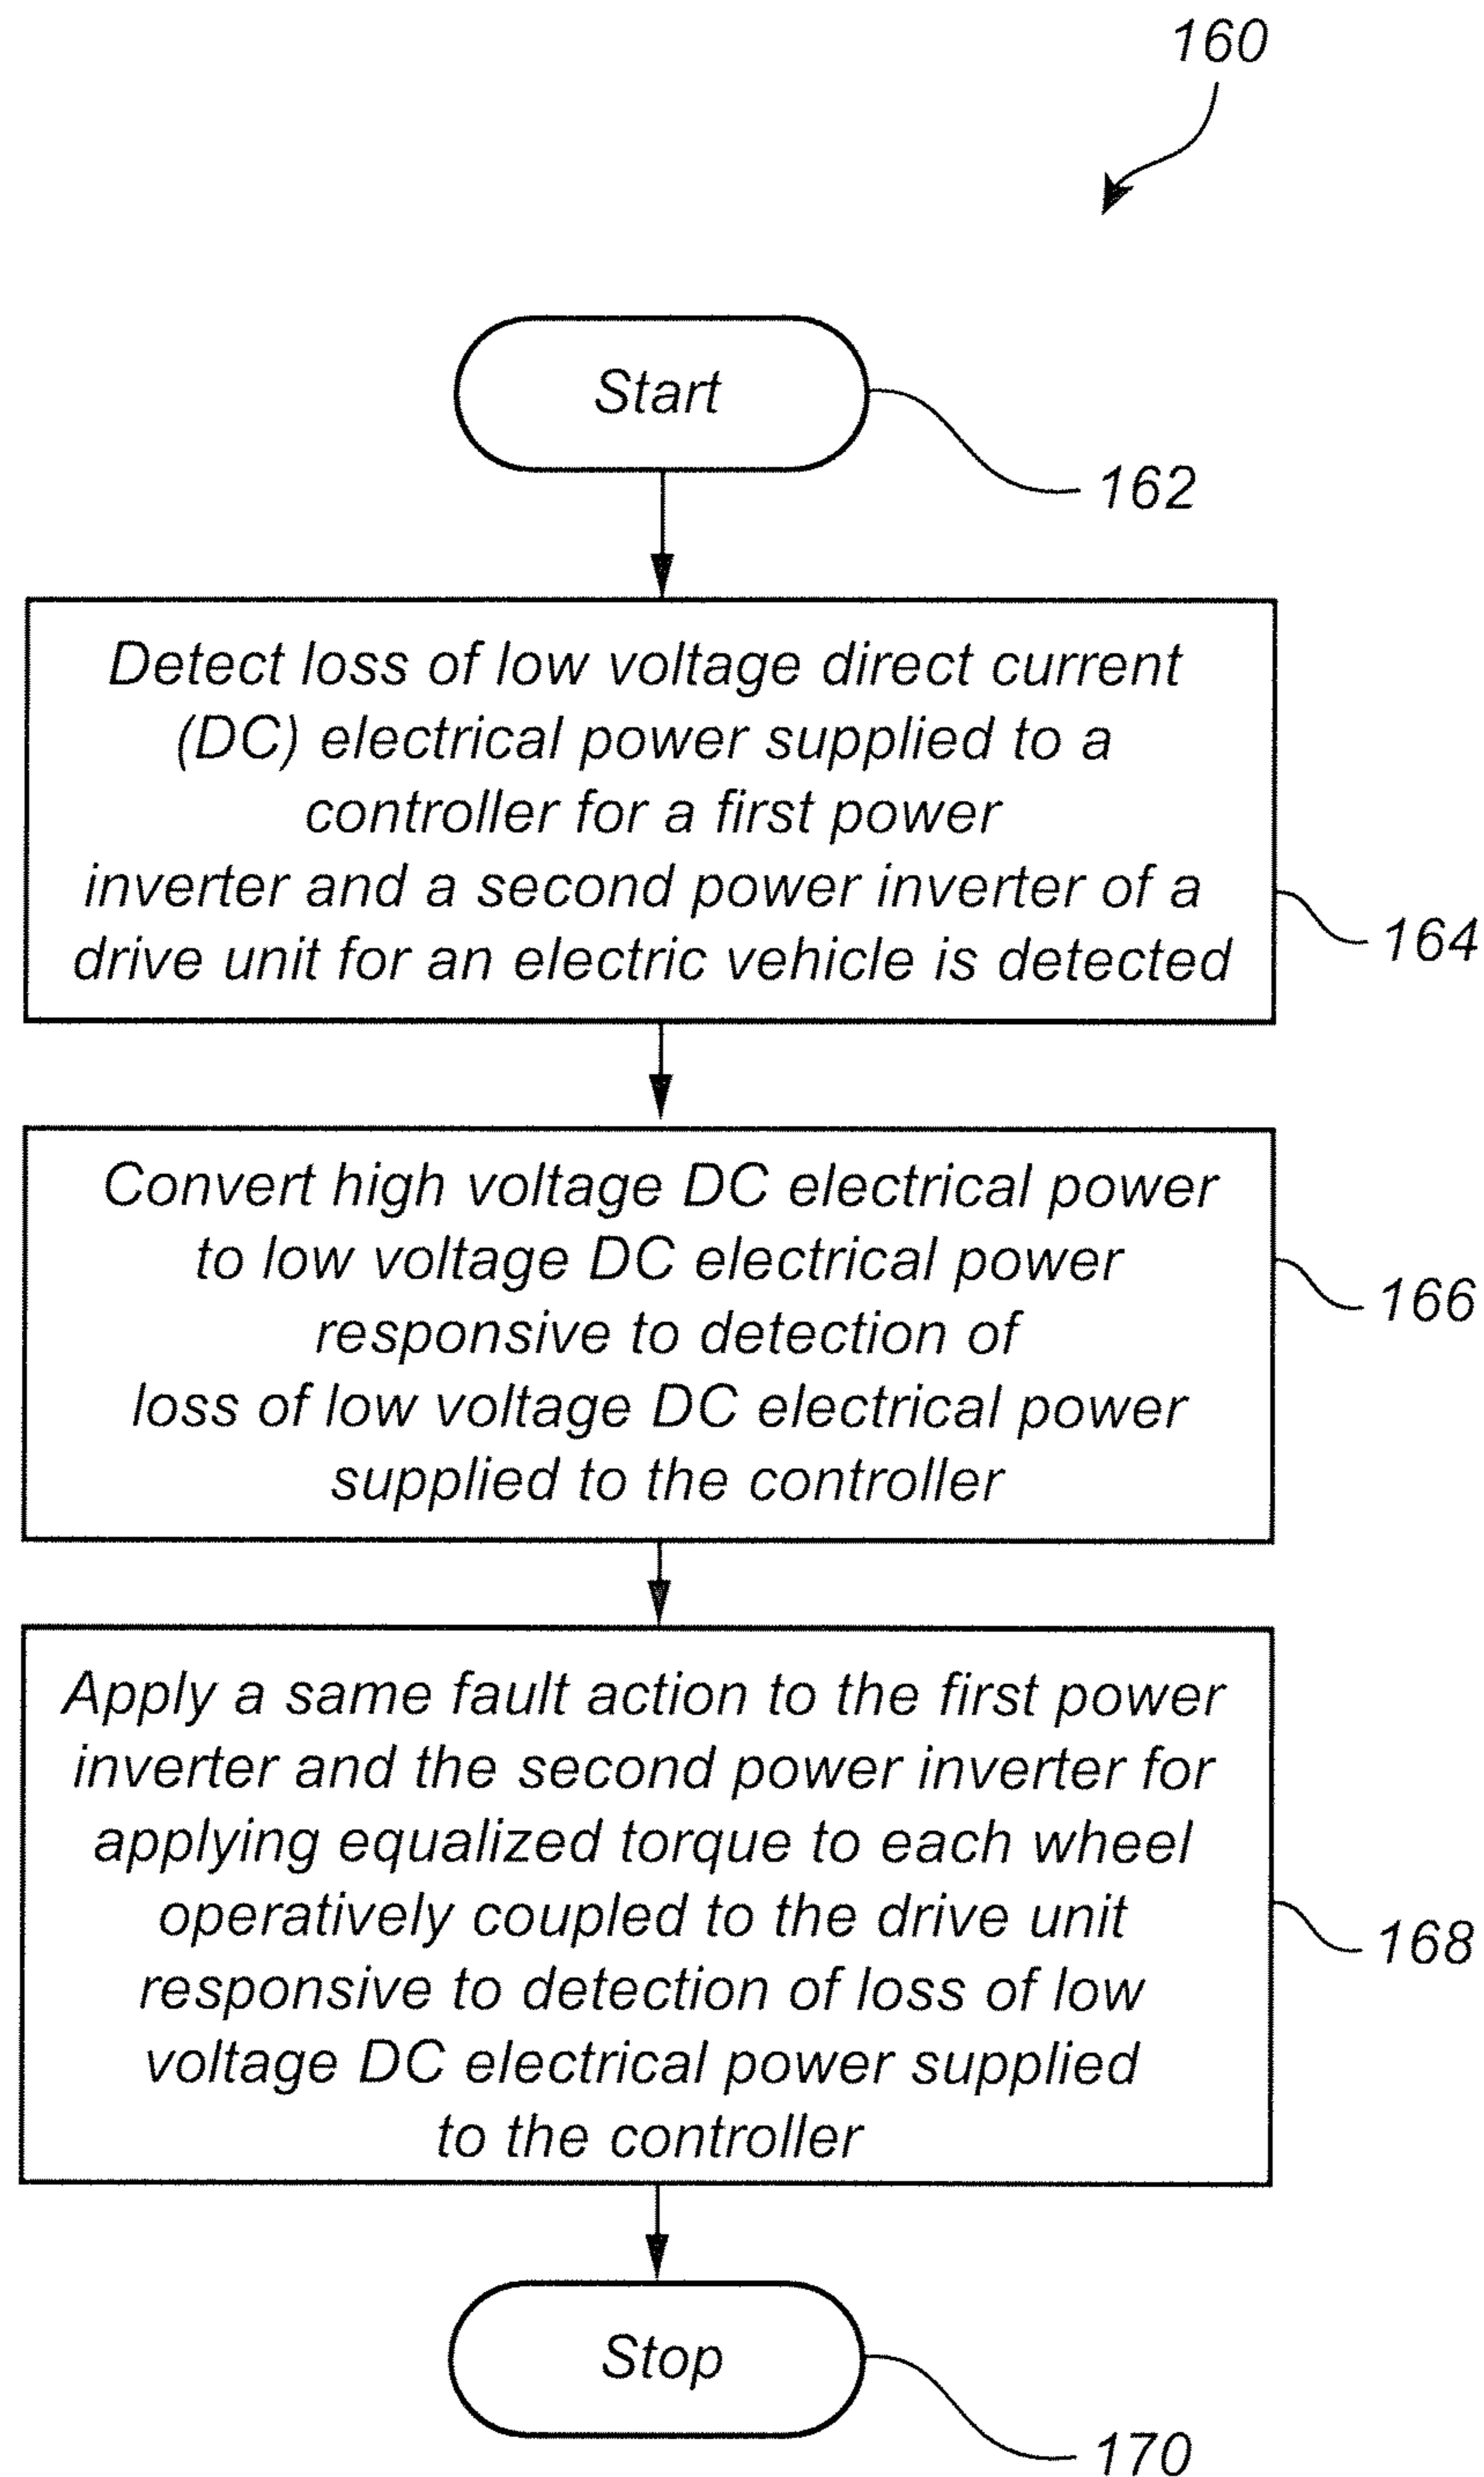 160
Start
162
Detect loss of low voltage direct current
(DC) electrical power supplied to a
controller for a first power
inverter and a second power inverter of a
drive unit for an electric vehicle is detected
164
Convert high voltage DC electrical power
to low voltage DC electrical power
responsive to detection of
loss of low voltage DC electrical power
supplied to the controller
166
Apply a same fault action to the first power
inverter and the second power inverter for
applying equalized torque to each wheel
operatively coupled to the drive unit
responsive to detection of loss of low
voltage DC electrical power supplied
to the controller
168
Stop
170